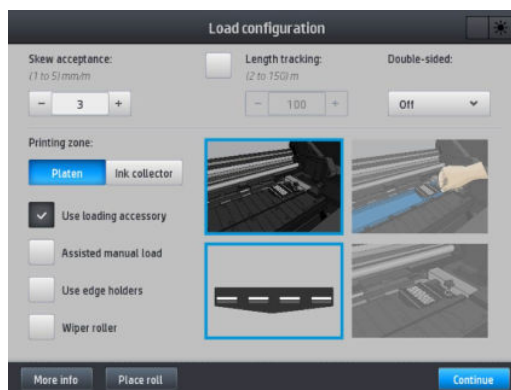 Load configuration
Skew acceptance:
(1 to 5) mm/m
- 3 +
Length tracking:
(2 to 150) m
- 100 +
Double-sided:
Off
Printing zone:
Platen
Ink collector
Use loading accessory
Assisted manual load
Use edge holders
Wiper roller
More info
Place roll
Continue